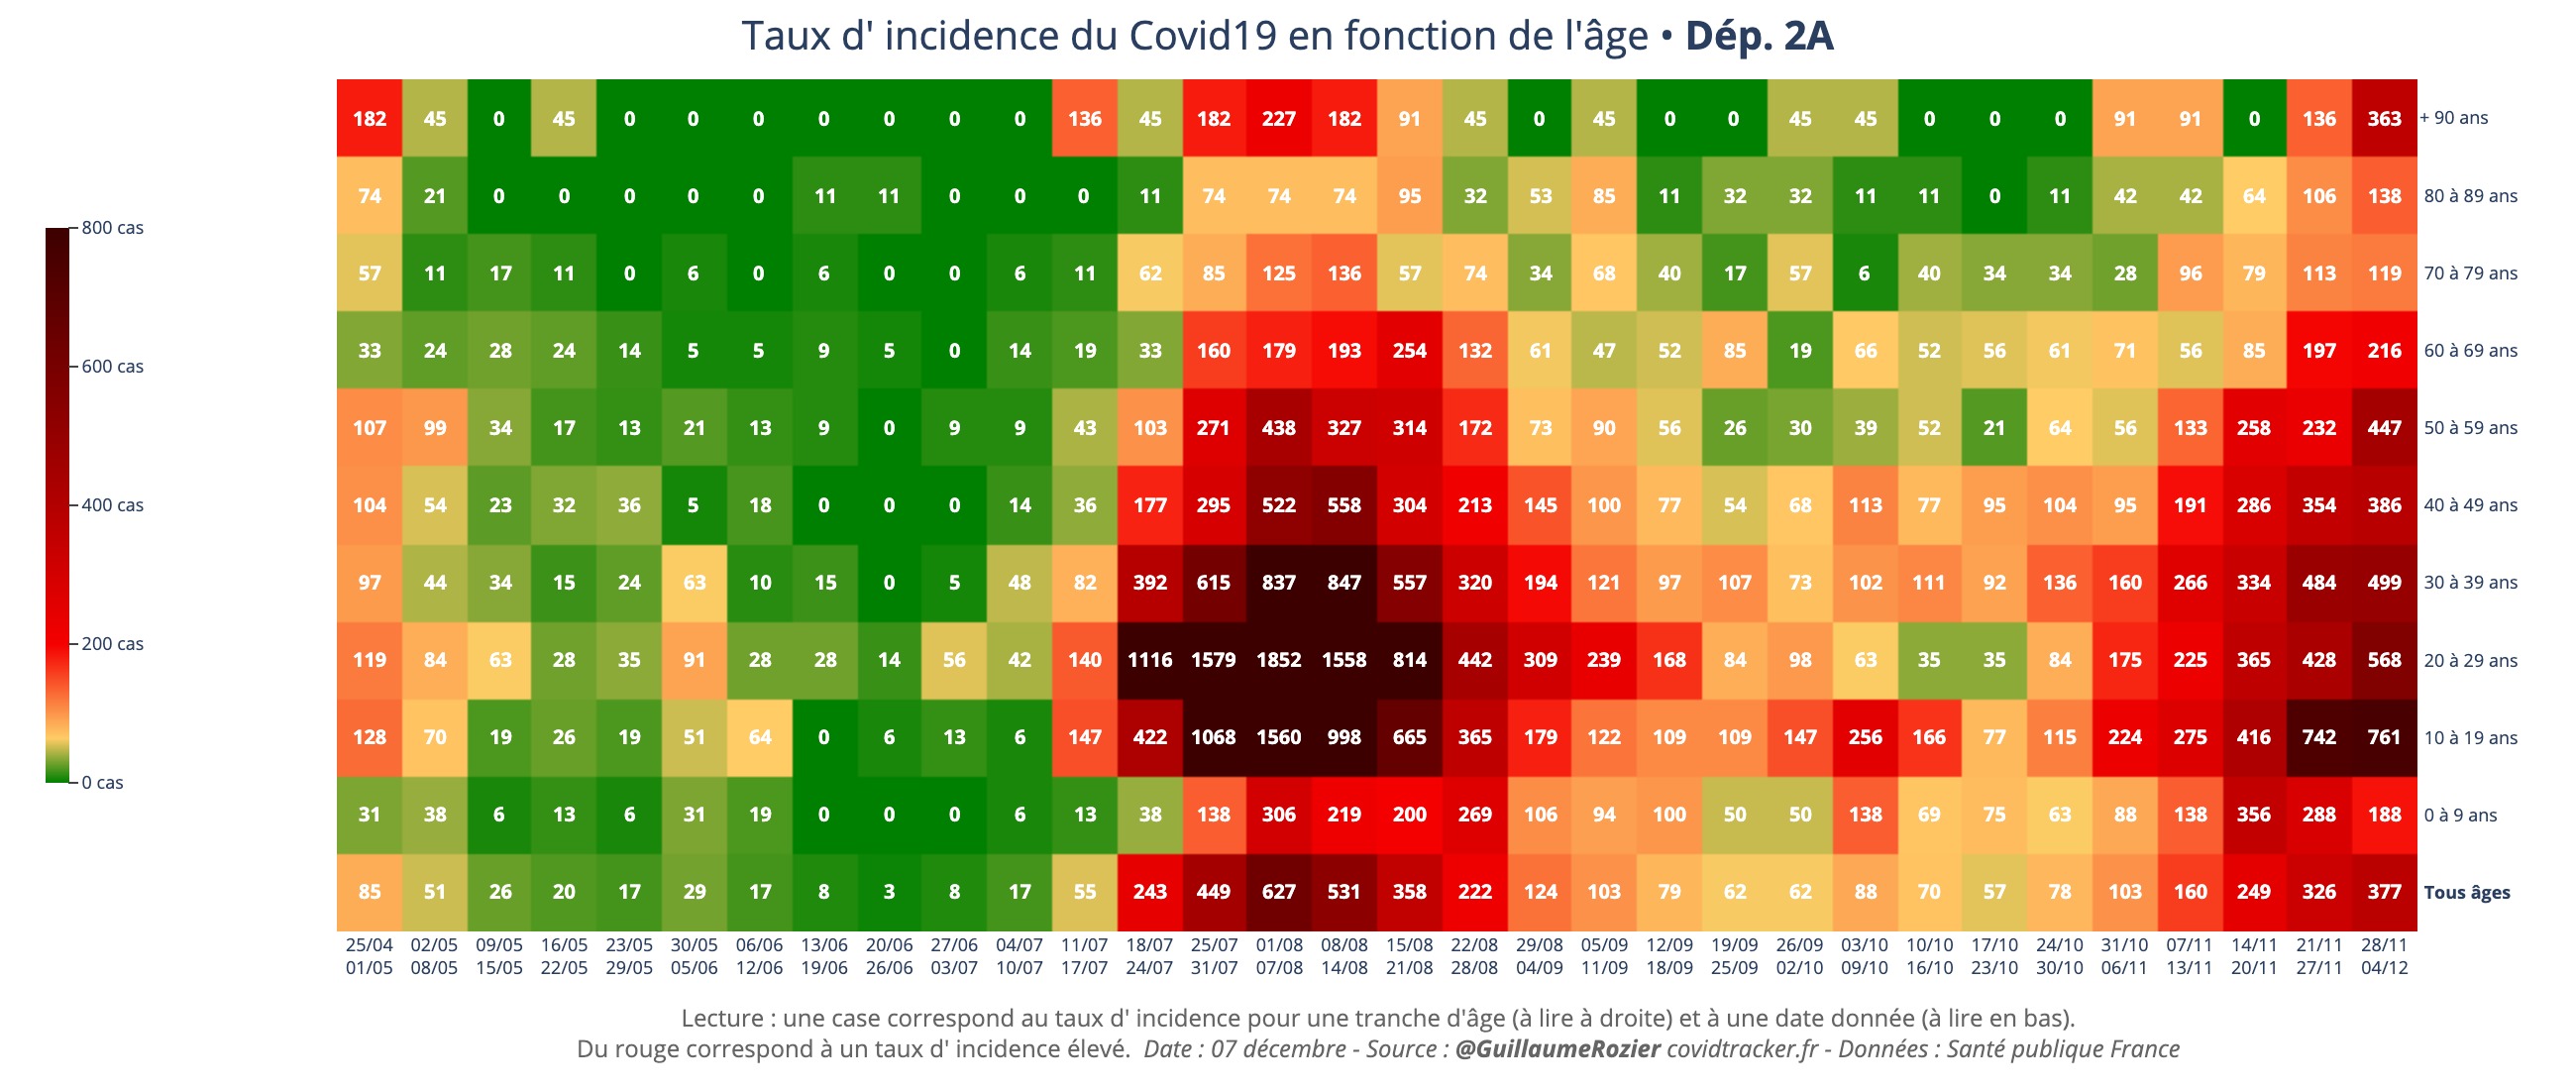 Taux d' incidence du Covid19 en fonction de l'âge • Dép. 2A
800 cas
600 cas
400 cas
200 cas
0 cas
182 45 0 45 0 0 0 0 0 0 0 136 45 182 227 182 91 45 0 45 0 0 45 45 0 0 0 91 91 0 136 363 + 90 ans
74 21 0 0 0 0 0 11 11 0 0 0 11 74 74 74 95 32 53 85 11 32 32 11 11 0 11 42 42 64 106 138 80 à 89 ans
57 11 17 11 0 6 0 6 0 0 6 11 62 85 125 136 57 74 34 68 40 17 57 6 40 34 34 28 96 79 113 119 70 à 79 ans
33 24 28 24 14 5 5 9 5 0 14 19 33 160 179 193 254 132 61 47 52 85 19 66 52 56 61 71 56 85 197 216 60 à 69 ans
107 99 34 17 13 21 13 9 0 9 9 43 103 271 438 327 314 172 73 90 56 26 30 39 52 21 64 56 133 258 232 447 50 à 59 ans
104 54 23 32 36 5 18 0 0 0 14 36 177 295 522 558 304 213 145 100 77 54 68 113 77 95 104 95 191 286 354 386 40 à 49 ans
97 44 34 15 24 63 10 15 0 5 48 82 392 615 837 847 557 320 194 121 97 107 73 102 111 92 136 160 266 334 484 499 30 à 39 ans
119 84 63 28 35 91 28 28 14 56 42 140 1116 1579 1852 1558 814 442 309 239 168 84 98 63 35 35 84 175 225 365 428 568 20 à 29 ans
128 70 19 26 19 51 64 0 6 13 6 147 422 1068 1560 998 665 365 179 122 109 109 147 256 166 77 115 224 275 416 742 761 10 à 19 ans
31 38 6 13 6 31 19 0 0 0 6 13 38 138 306 219 200 269 106 94 100 50 50 138 69 75 63 88 138 356 288 188 0 à 9 ans
85 51 26 20 17 29 17 8 3 8 17 55 243 449 627 531 358 222 124 103 79 62 62 88 70 57 78 103 160 249 326 377 Tous âges
25/04 02/05 09/05 16/05 23/05 30/05 06/06 13/06 20/06 27/06 04/07 11/07 18/07 25/07 01/08 08/08 15/08 22/08 29/08 05/09 12/09 19/09 26/09 03/10 10/10 17/10 24/10 31/10 07/11 14/11 21/11 28/11
01/05 08/05 15/05 22/05 29/05 05/06 12/06 19/06 26/06 03/07 10/07 17/07 24/07 31/07 07/08 14/08 21/08 28/08 04/09 11/09 18/09 25/09 02/10 09/10 16/10 23/10 30/10 06/11 13/11 20/11 27/11 04/12
Lecture : une case correspond au taux d' incidence pour une tranche d'âge (à lire à droite) et à une date donnée (à lire en bas).
Du rouge correspond à un taux d' incidence élevé. Date : 07 décembre - Source : @GuillaumeRozier covidtracker.fr - Données : Santé publique France